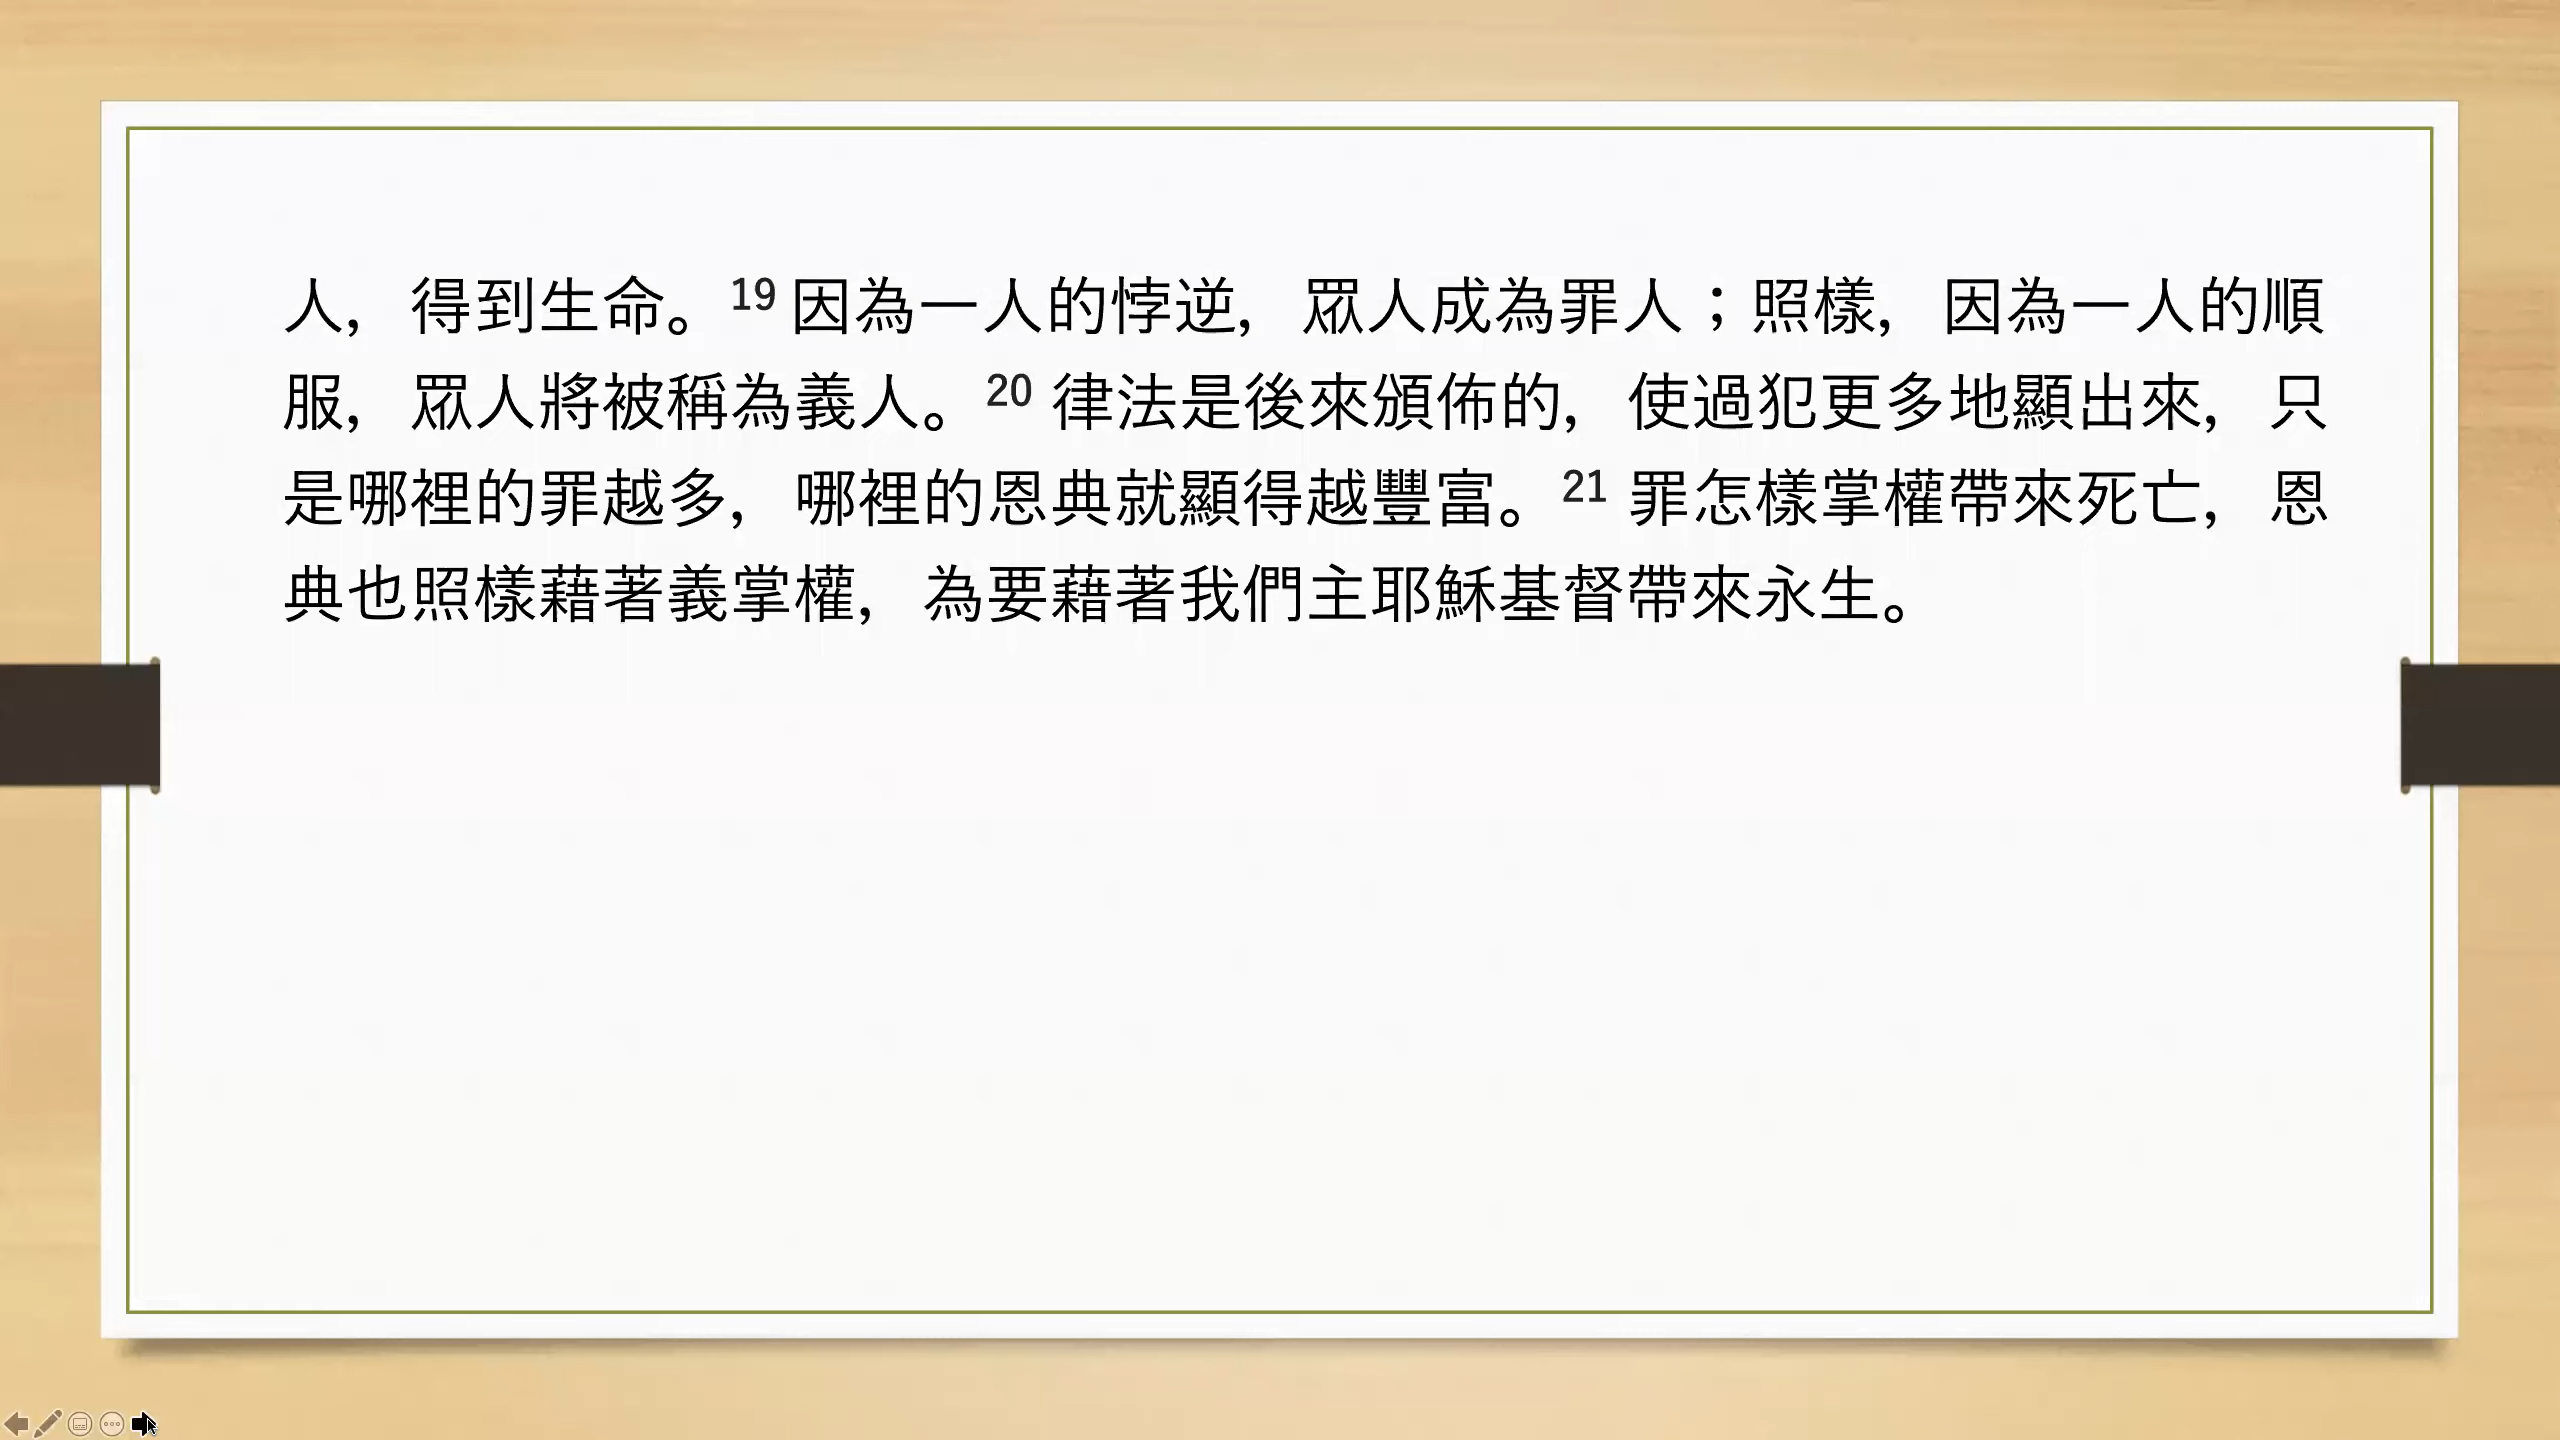 人，得到生命。19 因為一人的悖逆，眾人成為罪人；照樣，因為一人的順
服，眾人將被稱為義人。20 律法是後來頒佈的，使過犯更多地顯出來，只
是哪裡的罪越多，哪裡的恩典就顯得越豐富。21 罪怎樣掌權帶來死亡，恩
典也照樣藉著義掌權，為要藉著我們主耶穌基督帶來永生。